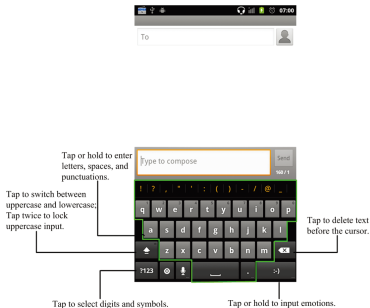 07:00
To
Tap or hold to enter
letters, spaces, and
punctuations.
Type to compose
Send
160 / 1
! ? , " ' : ( ) - / @ _
Tap to switch between
uppercase and lowercase;
Tap twice to lock
uppercase input.
q w e r t y u i o p
a s d f g h j k l
z x c v b n m
Tap to delete text
before the cursor.
?123 . :-)
Tap to select digits and symbols.
Tap or hold to input emotions.